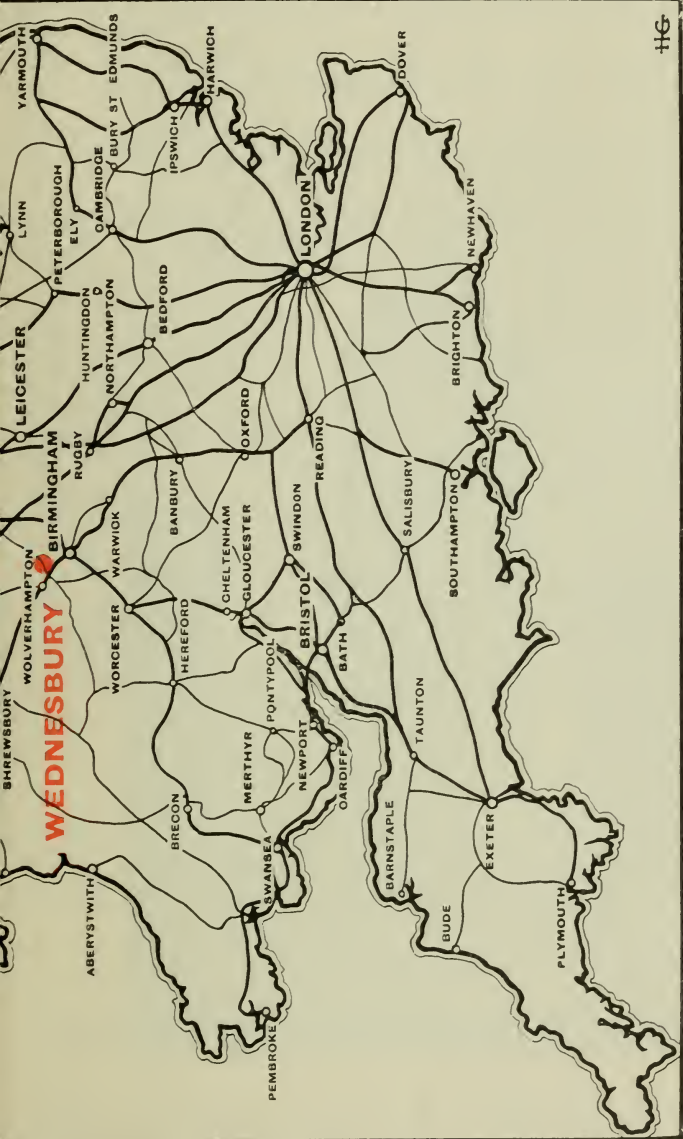 YARMOUTH
BURY ST EDMUNDS
HARWICH
IPSWICH
LYNN
PETERBOROUGH
ELY
CAMBRIDGE
LEICESTER
HUNTINGDON
NORTHAMPTON
BEDFORD
LONDON
DOVER
NEWHAVEN
BRIGHTON
BIRMINGHAM
RUGBY
WARWICK
BANBURY
OXFORD
READING
WOLVERHAMPTON
WEDNESBURY
SHREWSBURY
WORCESTER
HEREFORD
CHELTENHAM
GLOUCESTER
SWINDON
BRISTOL
BATH
SALISBURY
SOUTHAMPTON
PONTYPOOL
NEWPORT
CARDIFF
MERTHYR
BRECON
SWANSEA
ABERYSTWITH
PEMBROKE
TAUNTON
BARNSTAPLE
EXETER
BUDE
PLYMOUTH
HG